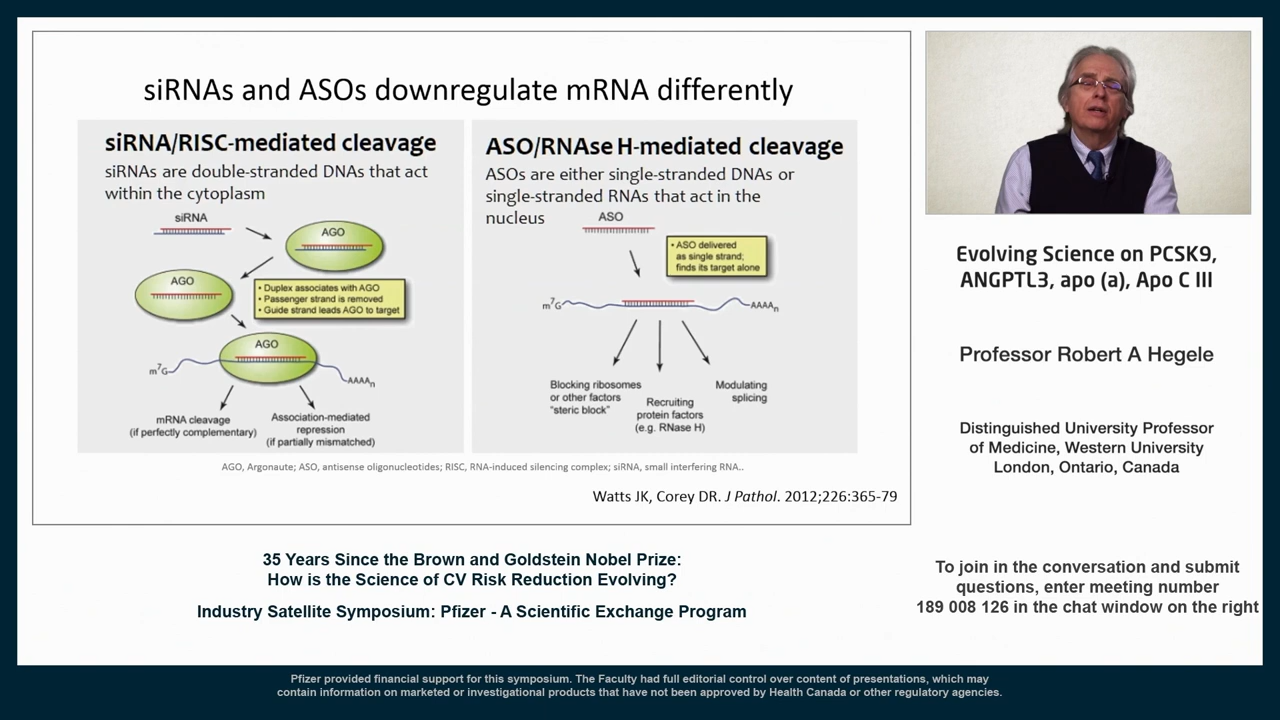 siRNAs and ASOs downregulate mRNA differently
siRNA/RISC-mediated cleavage
siRNAs are double-stranded DNAs that act
within the cytoplasm
siRNA
AGO
AGO
• Duplex associates with AGO
• Passenger strand is removed
• Guide strand leads AGO to target
AGO
m7G
AAAAn
mRNA cleavage
(if perfectly complementary)
Association-mediated
repression
(if partially mismatched)
ASO/RNAse H-mediated cleavage
ASOs are either single-stranded DNAs or
single-stranded RNAs that act in the
nucleus
ASO
• ASO delivered
as single strand;
finds its target alone
m7G
AAAAn
Blocking ribosomes
or other factors
"steric block"
Recruiting
protein factors
(e.g. RNase H)
Modulating
splicing
AGO, Argonaute; ASO, antisense oligonucleotides; RISC, RNA-induced silencing complex; siRNA, small interfering RNA..
Watts JK, Corey DR. J Pathol. 2012;226:365-79
Evolving Science on PCSK9,
ANGPTL3, apo (a), Apo C III
Professor Robert A Hegele
Distinguished University Professor
of Medicine, Western University
London, Ontario, Canada
35 Years Since the Brown and Goldstein Nobel Prize:
How is the Science of CV Risk Reduction Evolving?
Industry Satellite Symposium: Pfizer - A Scientific Exchange Program
To join in the conversation and submit
questions, enter meeting number
189 008 126 in the chat window on the right
Pfizer provided financial support for this symposium. The Faculty had full editorial control over content of presentations, which may
contain information on marketed or investigational products that have not been approved by Health Canada or other regulatory agencies.